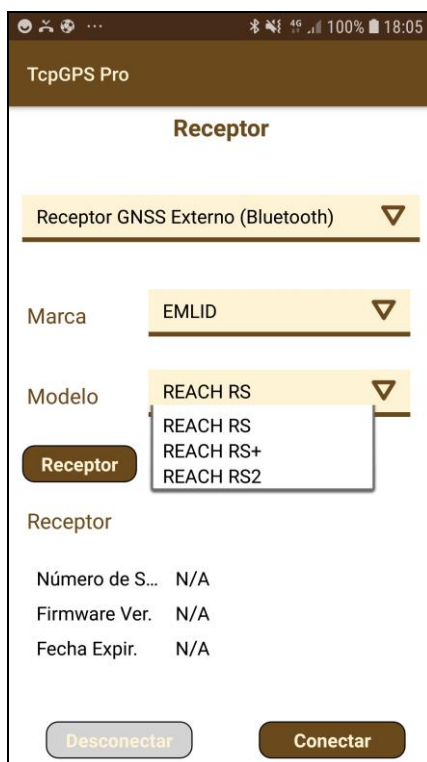 ... 4G 100% 18:05
TcpGPS Pro
Receptor
Receptor GNSS Externo (Bluetooth)
Marca EMLID
Modelo REACH RS
REACH RS
REACH RS+
REACH RS2
Receptor
Receptor
Número de S... N/A
Firmware Ver. N/A
Fecha Expir. N/A
Desconectar Conectar